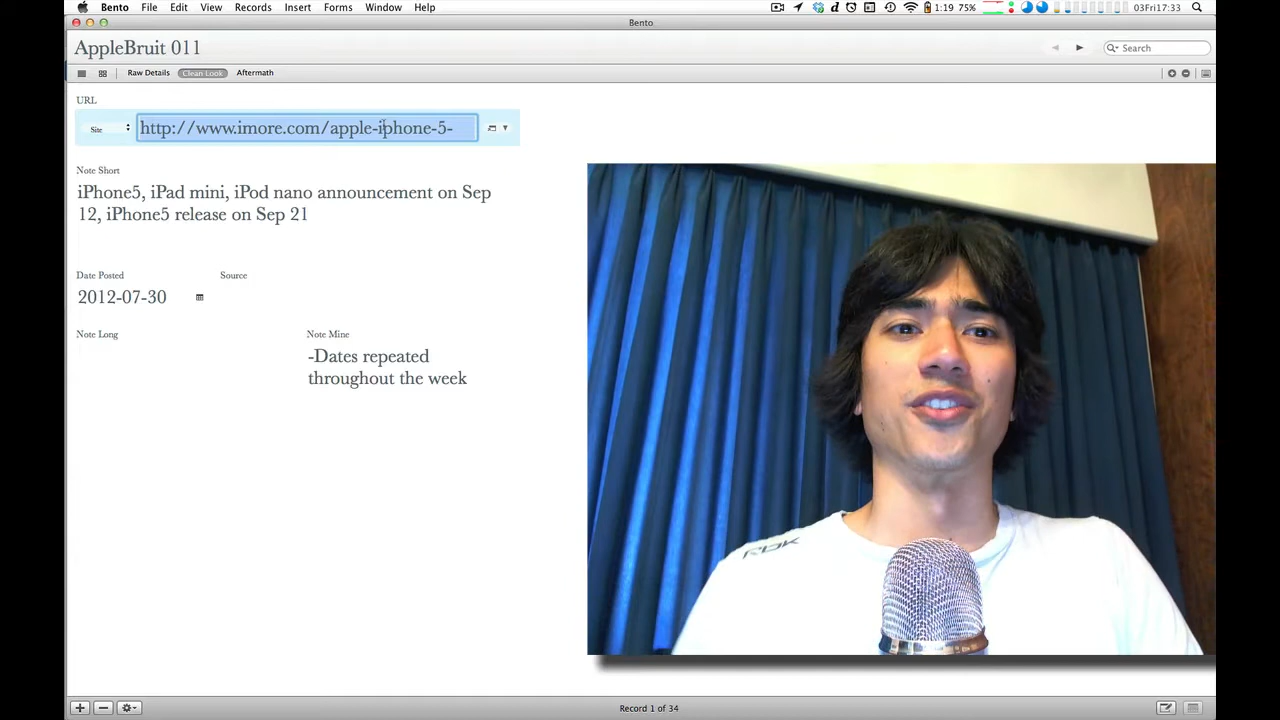 Bento File Edit View Records Insert Forms Window Help
1:19 75% 03Fri17:33
Bento
AppleBruit 011
Search
Raw Details Clean Look Aftermath
URL
Site http://www.imore.com/apple-iphone-5-
Note Short
iPhone5, iPad mini, iPod nano announcement on Sep
12, iPhone5 release on Sep 21
Date Posted Source
2012-07-30
Note Long Note Mine
-Dates repeated
throughout the week
RBK
Record 1 of 34